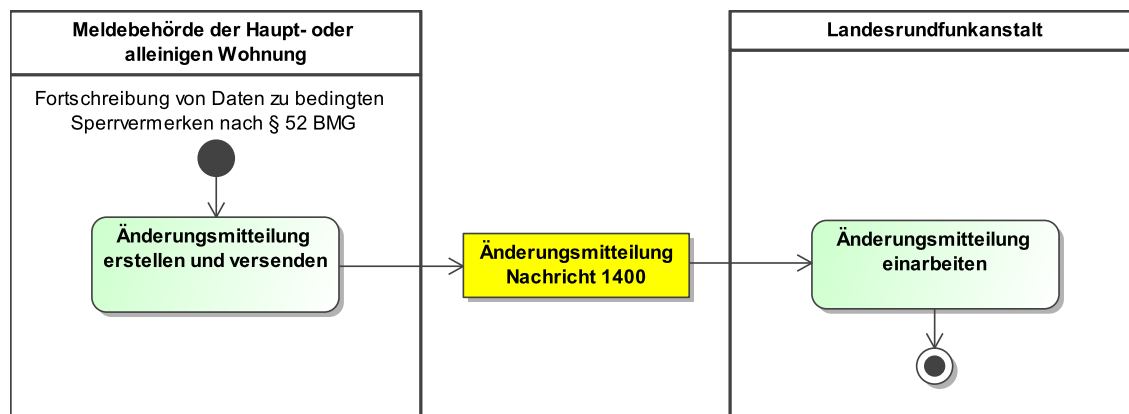 Meldebehörde der Haupt- oder
alleinigen Wohnung
Fortschreibung von Daten zu bedingten
Sperrvermerken nach § 52 BMG
Änderungsmitteilung
erstellen und versenden
Änderungsmitteilung
Nachricht 1400
Landesrundfunkanstalt
Änderungsmitteilung
einarbeiten